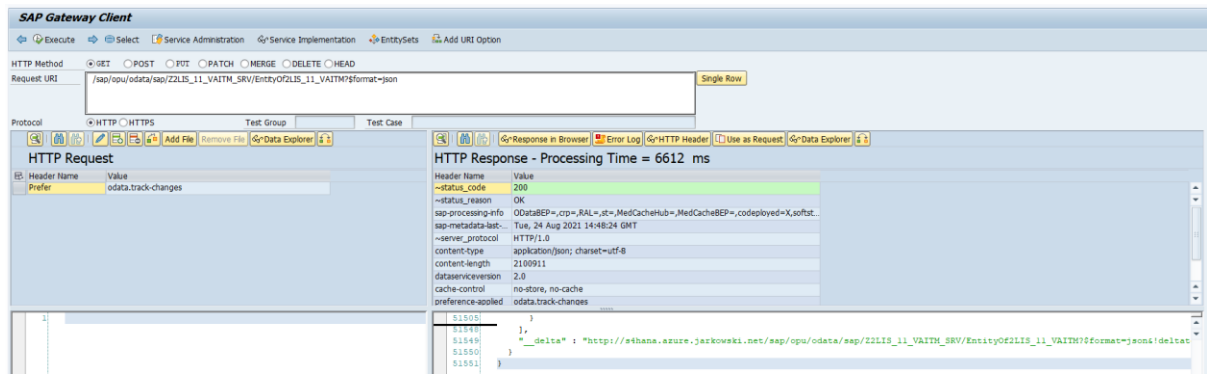 SAP Gateway Client
Execute Select Service Administration Service Implementation EntitySets Add URI Option
HTTP Method GET POST PUT PATCH MERGE DELETE HEAD
Request URI /sap/opu/odata/sap/Z2LIS_11_VAITM_SRV/EntityOf2LIS_11_VAITM?$format=json Single Row
Protocol HTTP HTTPS Test Group Test Case
Add File Remove File Data Explorer
HTTP Request
Header Name Value
Prefer odata.track-changes
1
Response in Browser Error Log HTTP Header Use as Request Data Explorer
HTTP Response - Processing Time = 6612 ms
Header Name Value
~status_code 200
~status_reason OK
sap-processing-info ODataBEP=,crp=,RAL=,st=,MedCacheHub=,MedCacheBEP=,codeployed=X,softst...
sap-metadata-last-... Tue, 24 Aug 2021 14:48:24 GMT
~server_protocol HTTP/1.0
content-type application/json; charset=utf-8
content-length 2100911
dataserviceversion 2.0
cache-control no-store, no-cache
preference-applied odata.track-changes
51505 }
51548 ],
51549 "__delta" : "http://s4hana.azure.jarkowski.net/sap/opu/odata/sap/Z2LIS_11_VAITM_SRV/EntityOf2LIS_11_VAITM?$format=json&!deltat
51550 }
51551 }